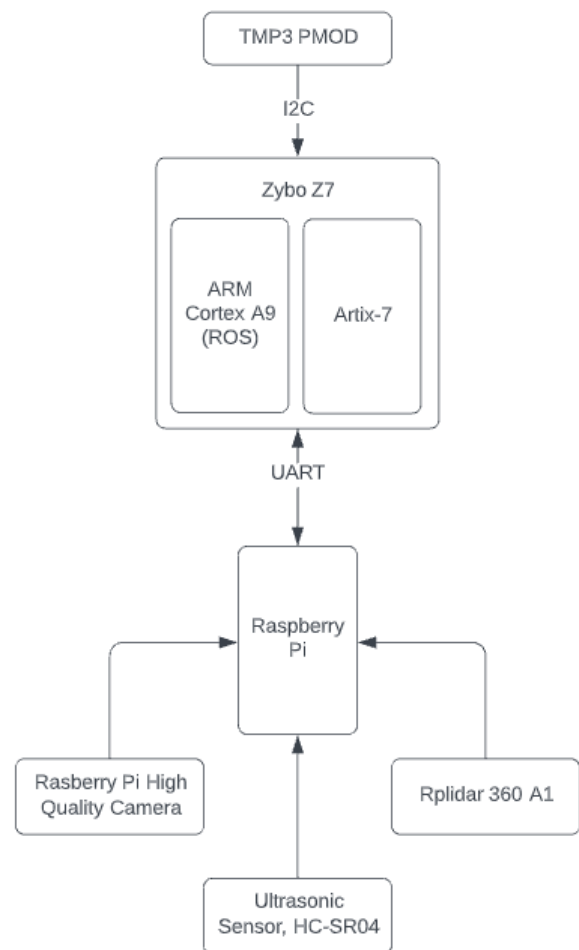 TMP3 PMOD
I2C
Zybo Z7
ARM
Cortex A9
(ROS)
Artix-7
UART
Raspberry
Pi
Rasberry Pi High
Quality Camera
Rplidar 360 A1
Ultrasonic
Sensor, HC-SR04